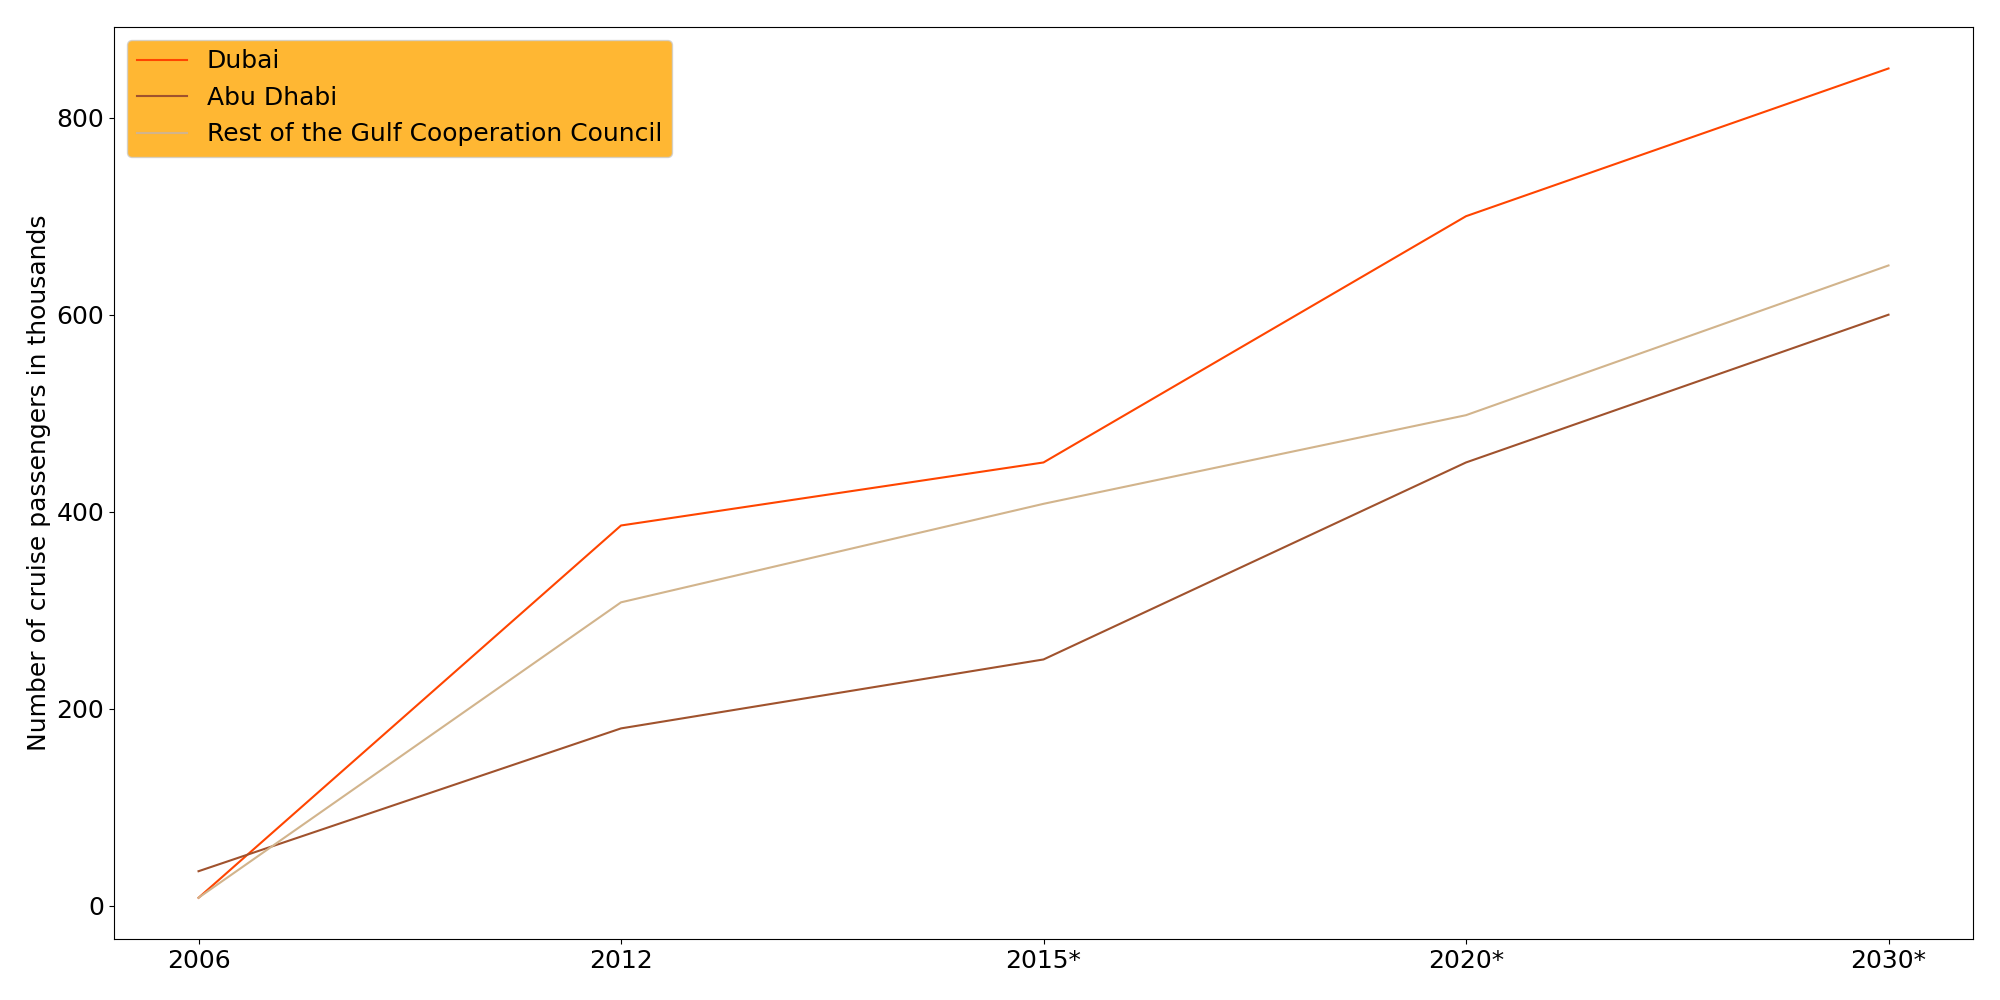 Dubai
Abu Dhabi
Rest of the Gulf Cooperation Council
Number of cruise passengers in thousands
800
600
400
200
0
2006 2012 2015* 2020* 2030*